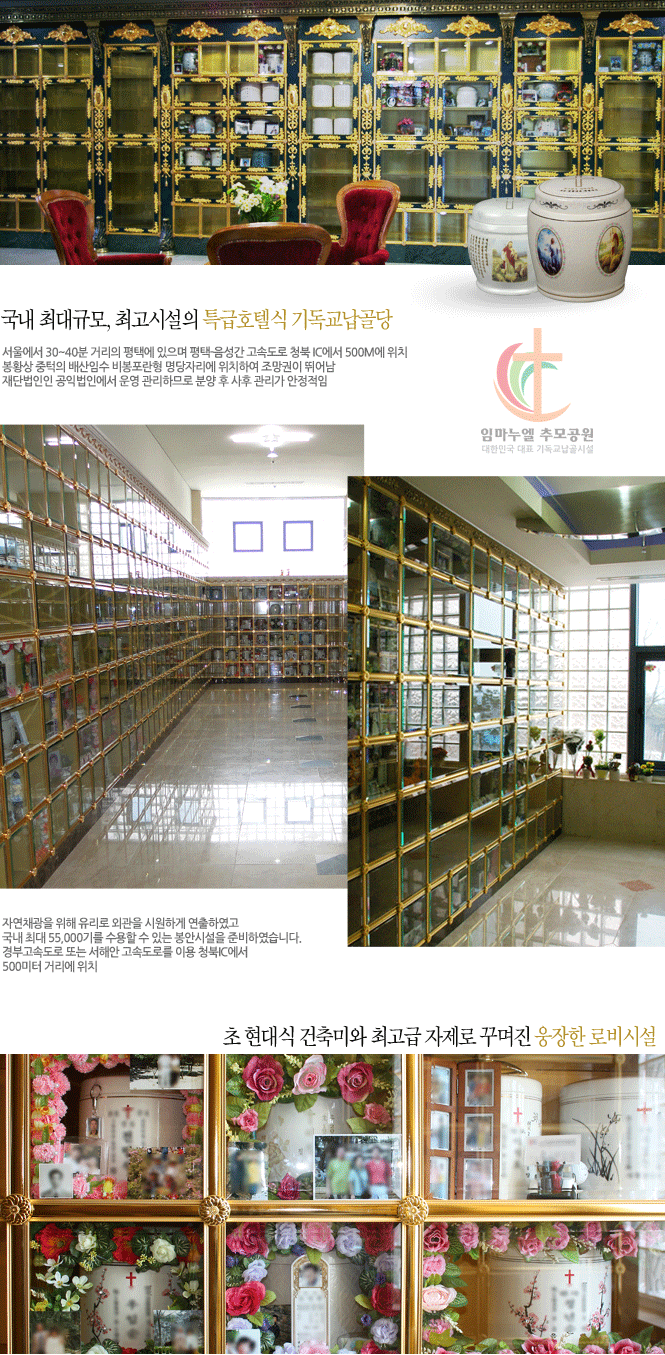 국내 최대규모, 최고시설의 특급호텔식 기독교납골당
서울에서 30~40분 거리의 평택에 있으며 평택-음성간 고속도로 청북 IC에서 500M에 위치
봉황상 중턱의 배산임수 비봉포란형 명당자리에 위치하여 조망권이 뛰어남
재단법인인 공익법인에서 운영 관리하므로 분양 후 사후 관리가 안정적임
임마누엘 추모공원
대한민국 대표 기독교납골시설
자연채광을 위해 유리로 외관을 시원하게 연출하였고
국내 최대 55,000기를 수용할 수 있는 봉안시설을 준비하였습니다.
경부고속도로 또는 서해안 고속도로를 이용 청북IC에서
500미터 거리에 위치
초 현대식 건축미와 최고급 자제로 꾸며진 웅장한 로비시설